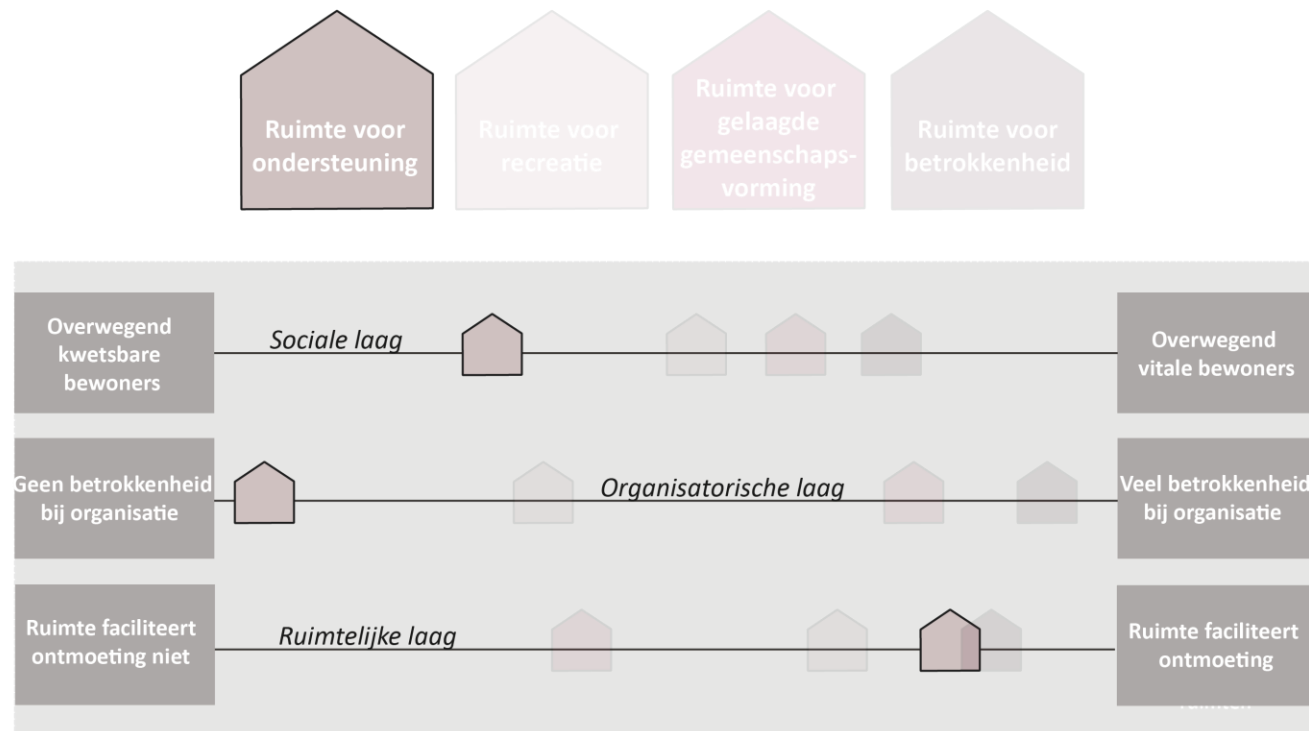 Ruimte voor
ondersteuning
Ruimte voor
recreatie
Ruimte voor
gelaagde
gemeenschaps-
vorming
Ruimte voor
betrokkenheid
Overwegend
kwetsbare
bewoners
Sociale laag
Overwegend
vitale bewoners
Geen betrokkenheid
bij organisatie
Organisatorische laag
Veel betrokkenheid
bij organisatie
Ruimte faciliteert
ontmoeting niet
Ruimtelijke laag
Ruimte faciliteert
ontmoeting